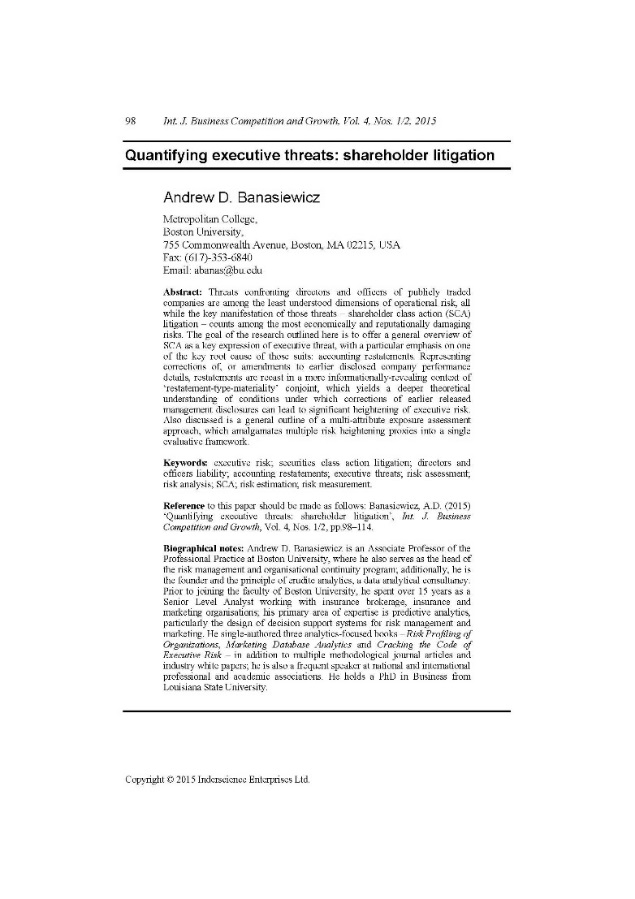 98 Int. J. Business Competition and Growth, Vol. 4, Nos. 1/2, 2015
Quantifying executive threats: shareholder litigation
Andrew D. Banasiewicz
Metropolitan College,
Boston University,
755 Commonwealth Avenue, Boston, MA 02215, USA
Fax: (617)-353-6840
Email: abanas@bu.edu
Abstract: Threats confronting directors and officers of publicly traded
companies are among the least understood dimensions of operational risk, all
while the key manifestation of those threats – shareholder class action (SCA)
litigation – counts among the most economically and reputationally damaging
risks. The goal of the research outlined here is to offer a general overview of
SCA as a key expression of executive threat, with a particular emphasis on one
of the key root cause of those suits: accounting restatements. Representing
corrections of, or amendments to earlier disclosed company performance
details, restatements are recast in a more informationally-revealing context of
'restatement-type-materiality' conjoint, which yields a deeper theoretical
understanding of conditions under which corrections of earlier released
management disclosures can lead to significant heightening of executive risk.
Also discussed is a general outline of a multi-attribute exposure assessment
approach, which amalgamates multiple risk heightening proxies into a single
evaluative framework.
Keywords: executive risk; securities class action litigation; directors and
officers liability; accounting restatements; executive threats; risk assessment;
risk analysis; SCA; risk estimation; risk measurement.
Reference to this paper should be made as follows: Banasiewicz, A.D. (2015)
'Quantifying executive threats: shareholder litigation', Int. J. Business
Competition and Growth, Vol. 4, Nos. 1/2, pp.98–114.
Biographical notes: Andrew D. Banasiewicz is an Associate Professor of the
Professional Practice at Boston University, where he also serves as the head of
the risk management and organisational continuity program; additionally, he is
the founder and the principle of erudite analytics, a data analytical consultancy.
Prior to joining the faculty of Boston University, he spent over 15 years as a
Senior Level Analyst working with insurance brokerage, insurance and
marketing organisations; his primary area of expertise is predictive analytics,
particularly the design of decision support systems for risk management and
marketing. He single-authored three analytics-focused books – Risk Profiling of
Organizations, Marketing Database Analytics and Cracking the Code of
Executive Risk – in addition to multiple methodological journal articles and
industry white papers; he is also a frequent speaker at national and international
professional and academic associations. He holds a PhD in Business from
Louisiana State University.
Copyright © 2015 Inderscience Enterprises Ltd.